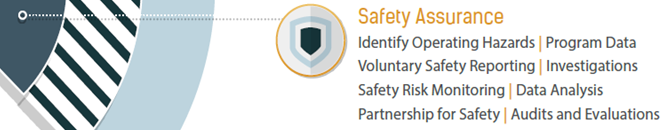 Safety Assurance
Identify Operating Hazards | Program Data
Voluntary Safety Reporting | Investigations
Safety Risk Monitoring | Data Analysis
Partnership for Safety | Audits and Evaluations